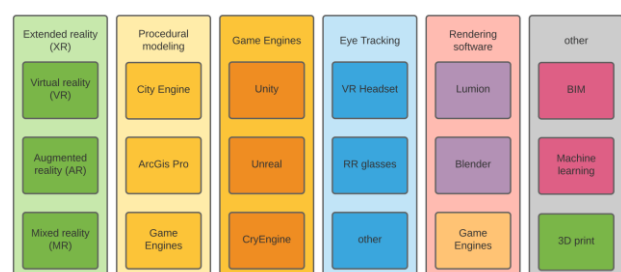 Extended reality
(XR)
Virtual reality
(VR)
Augmented
reality (AR)
Mixed reality
(MR)
Procedural
modeling
City Engine
ArcGis Pro
Game
Engines
Game Engines
Unity
Unreal
CryEngine
Eye Tracking
VR Headset
RR glasses
other
Rendering
software
Lumion
Blender
Game
Engines
other
BIM
Machine
learning
3D print